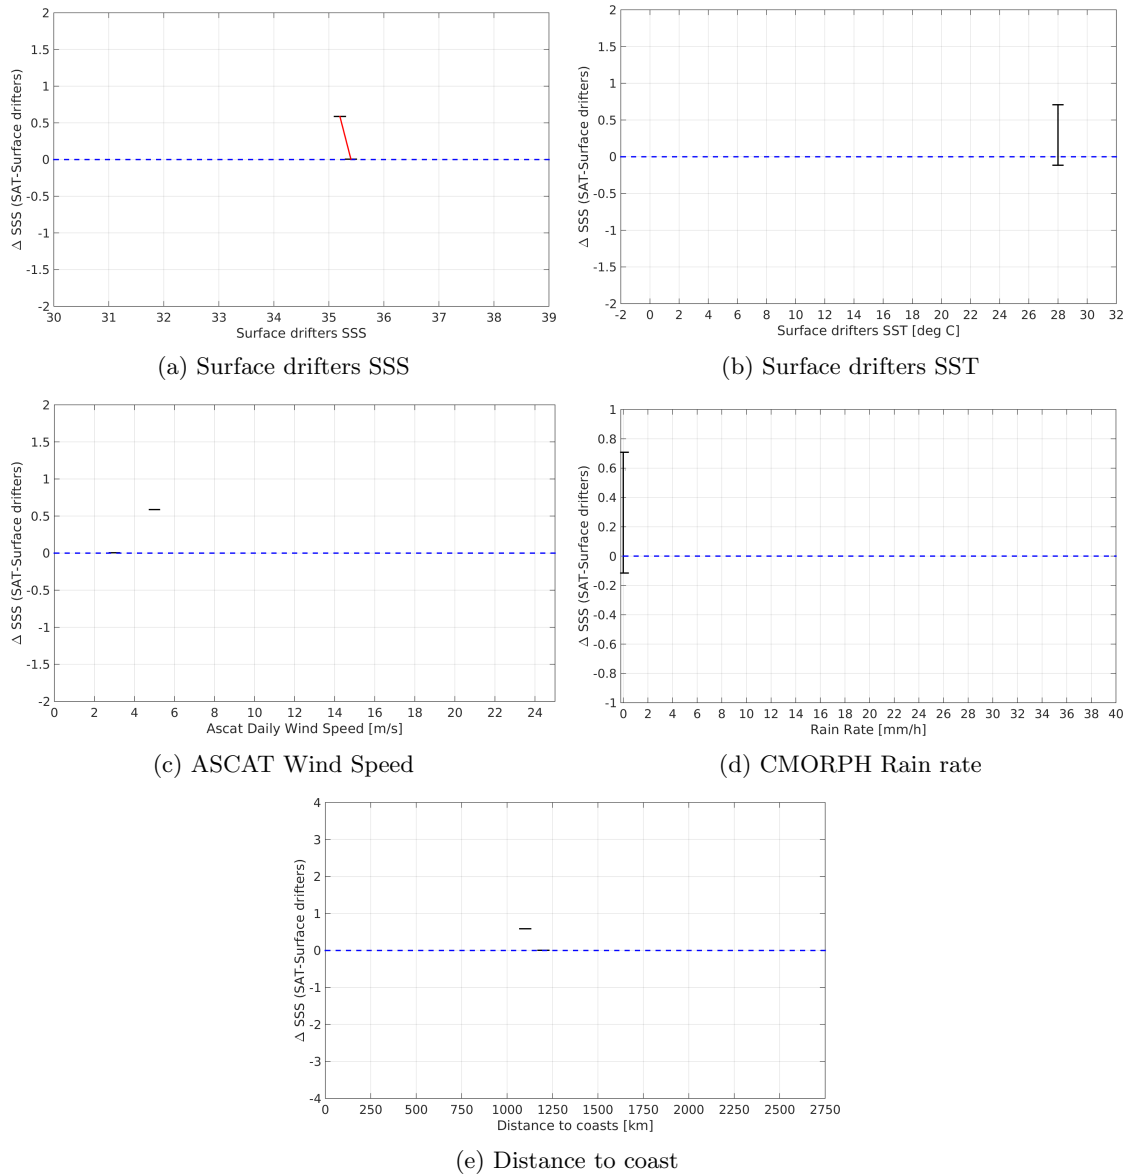 2
1.5
1
0.5
0
-0.5
-1
-1.5
-2
Δ SSS (SAT-Surface drifters)
30 31 32 33 34 35 36 37 38 39
Surface drifters SSS
(a) Surface drifters SSS
2
1.5
1
0.5
0
-0.5
-1
-1.5
-2
Δ SSS (SAT-Surface drifters)
-2 0 2 4 6 8 10 12 14 16 18 20 22 24 26 28 30 32
Surface drifters SST [deg C]
(b) Surface drifters SST
2
1.5
1
0.5
0
-0.5
-1
-1.5
-2
Δ SSS (SAT-Surface drifters)
0 2 4 6 8 10 12 14 16 18 20 22 24
Ascat Daily Wind Speed [m/s]
(c) ASCAT Wind Speed
1
0.8
0.6
0.4
0.2
0
-0.2
-0.4
-0.6
-0.8
-1
Δ SSS (SAT-Surface drifters)
0 2 4 6 8 10 12 14 16 18 20 22 24 26 28 30 32 34 36 38 40
Rain Rate [mm/h]
(d) CMORPH Rain rate
4
3
2
1
0
-1
-2
-3
-4
Δ SSS (SAT-Surface drifters)
0 250 500 750 1000 1250 1500 1750 2000 2250 2500 2750
Distance to coasts [km]
(e) Distance to coast